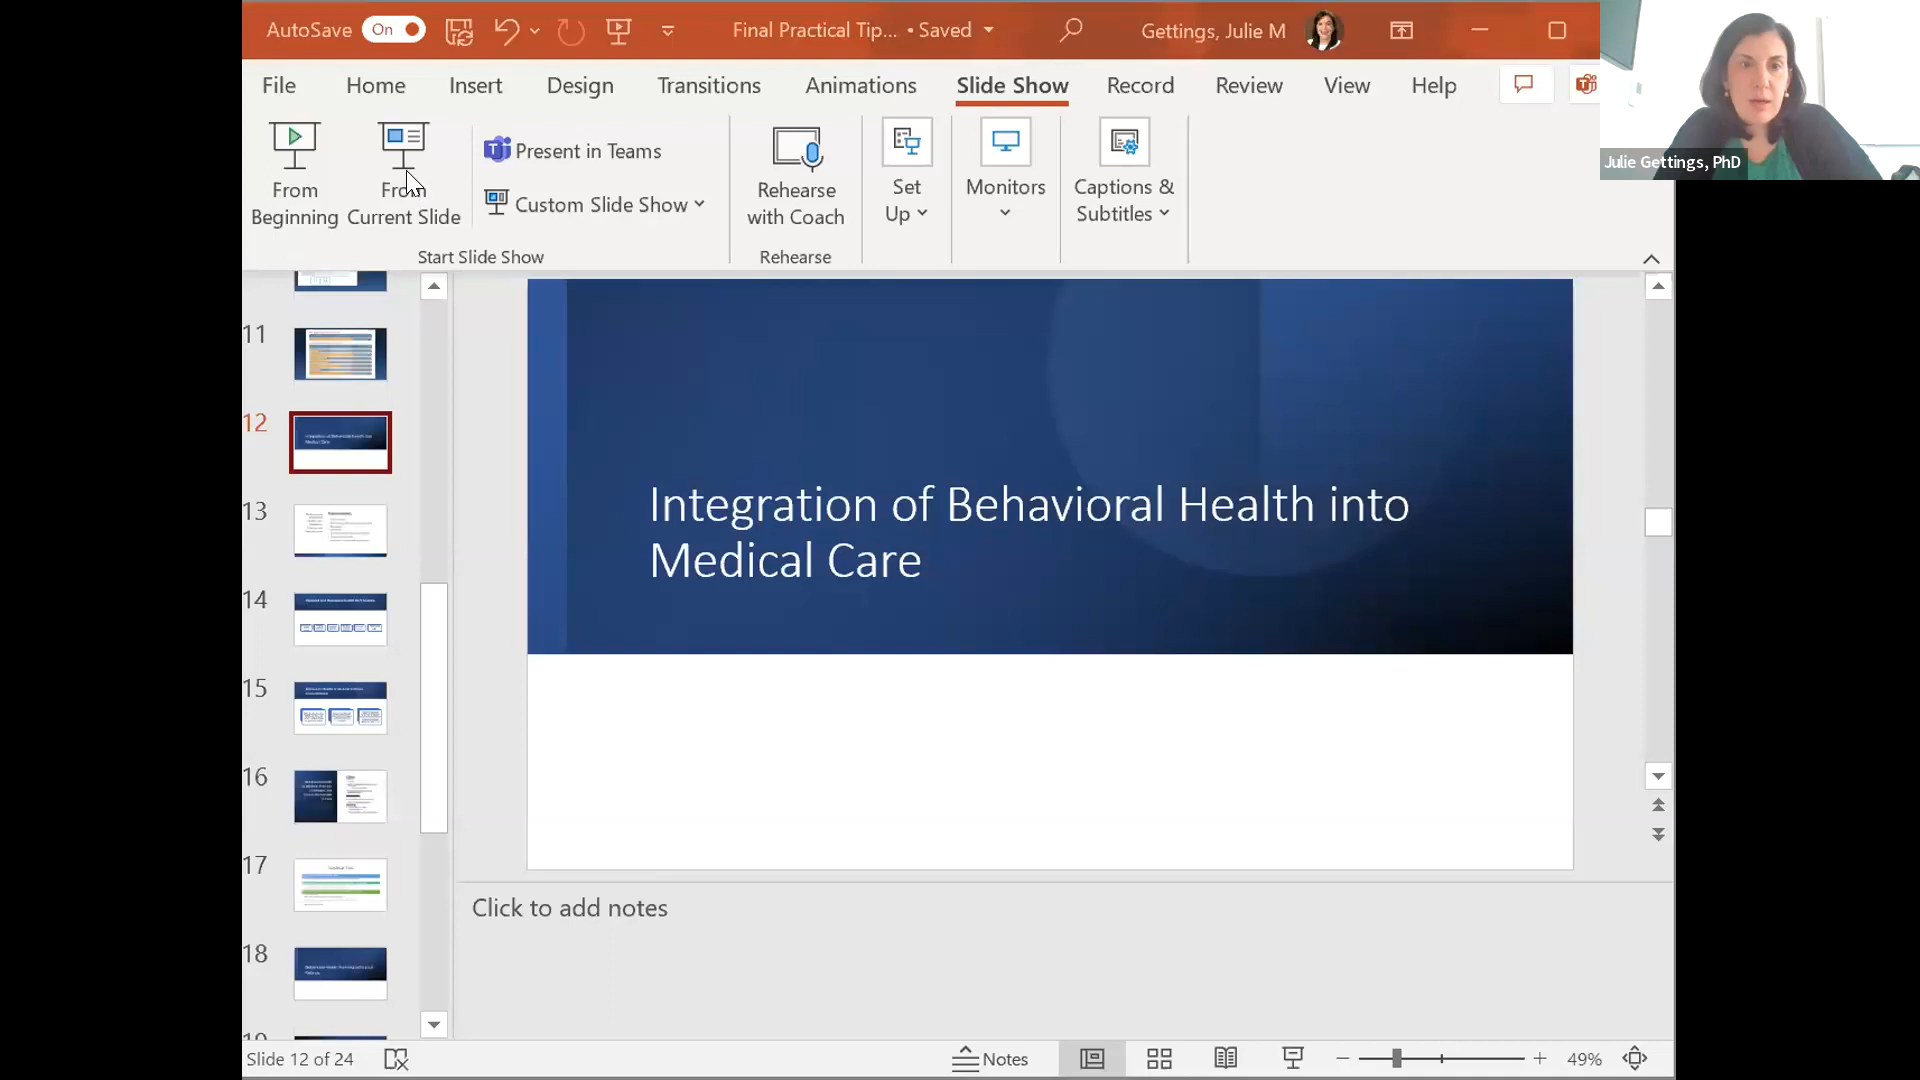 AutoSave On Final Practical Tip... • Saved Gettings, Julie M
File Home Insert Design Transitions Animations Slide Show Record Review View Help
From Beginning
From Current Slide
Present in Teams
Custom Slide Show
Start Slide Show
Rehearse with Coach
Rehearse
Set Up
Monitors
Captions & Subtitles
Julie Gettings, PhD
11
12
13
14
15
16
17
18
Integration of Behavioral Health into
Medical Care
Click to add notes
Slide 12 of 24
Notes
49%